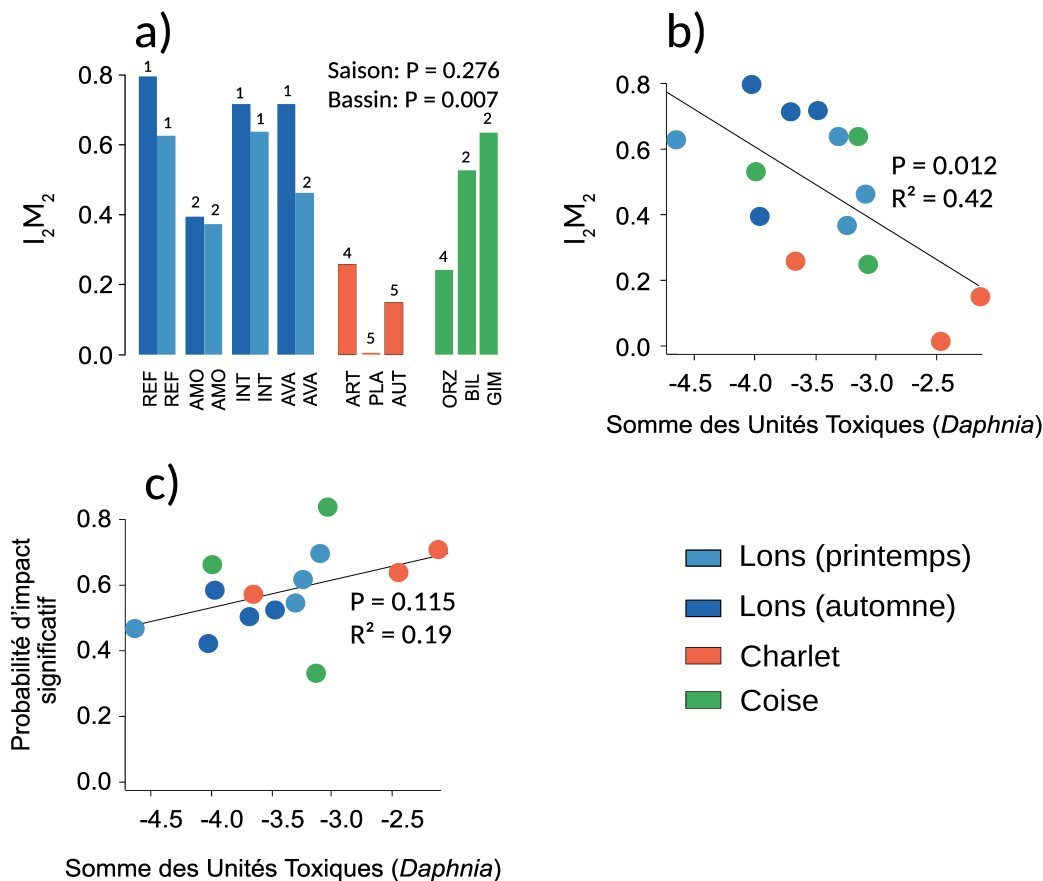 a)
Saison: P = 0.276
Bassin: P = 0.007
I2M2
0.8
0.6
0.4
0.2
0.0
1
1
2
2
1
1
1
2
4
5
5
4
2
2
REF
REF
AMO
AMO
INT
INT
AVA
AVA
ART
PLA
AUT
ORZ
BIL
GIM
b)
I2M2
0.8
0.6
0.4
0.2
0.0
P = 0.012
R² = 0.42
-4.5 -4.0 -3.5 -3.0 -2.5
Somme des Unités Toxiques (Daphnia)
c)
Probabilité d'impact
significatif
0.8
0.6
0.4
0.2
0.0
P = 0.115
R² = 0.19
-4.5 -4.0 -3.5 -3.0 -2.5
Somme des Unités Toxiques (Daphnia)
Lons (printemps)
Lons (automne)
Charlet
Coise